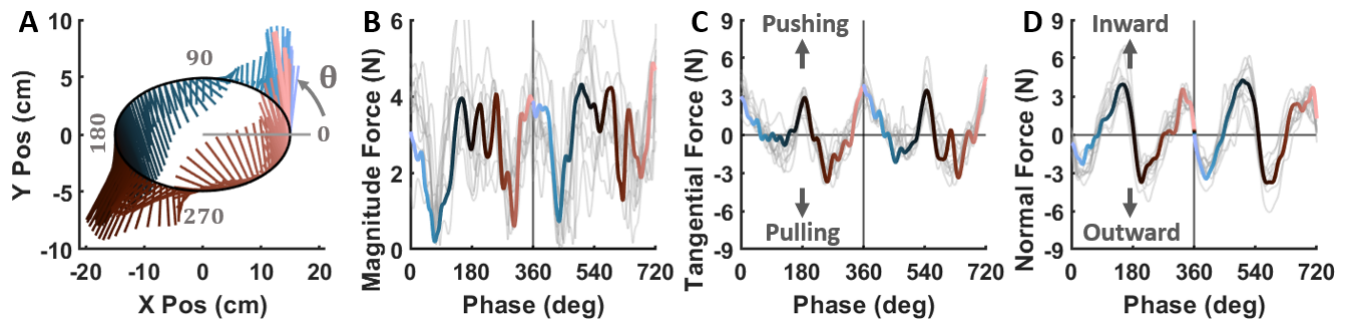 A
Y Pos (cm)
10
5
0
-5
-10
-20
-10
0
10
20
X Pos (cm)
90
180
270
0
θ
B
Magnitude Force (N)
6
4
2
0
0
180
360
540
720
Phase (deg)
C
Tangential Force (N)
9
6
3
0
-3
-6
-9
Pushing
Pulling
0
180
360
540
720
Phase (deg)
D
Normal Force (N)
9
6
3
0
-3
-6
-9
Inward
Outward
0
180
360
540
720
Phase (deg)